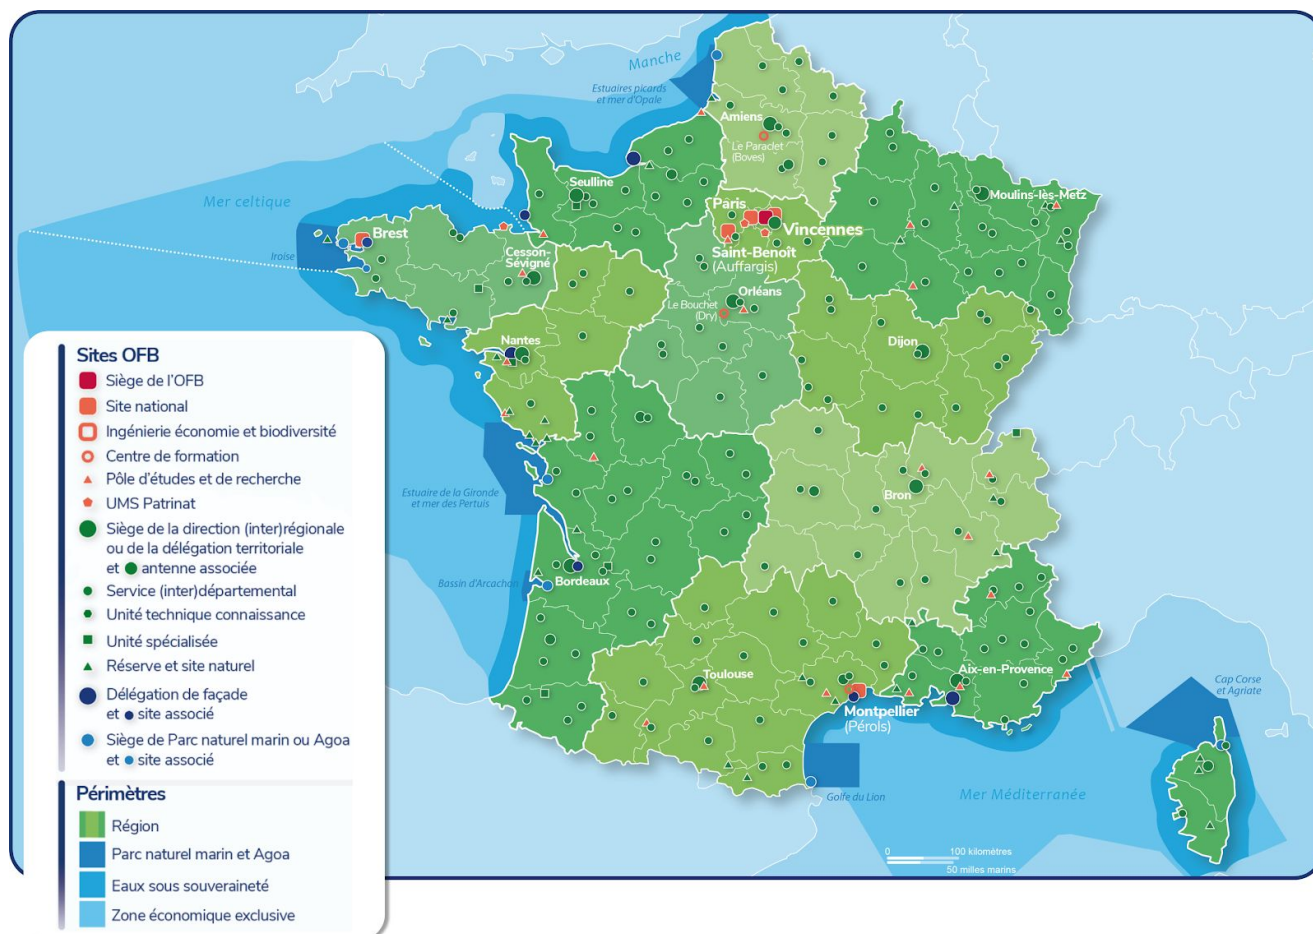 Manche
Estuaires picards
et mer d'Opale
Amiens
Le Paraclet
(Boves)
Seulline
Moulins-lès-Metz
Paris
Mer celtique
Brest
Vincennes
Iroise
Cesson-
Sévigné
Saint-Benoît
(Auffargis)
Orléans
Le Bouchet
(Dry)
Nantes
Dijon
Estuaire de la Gironde
et mer des Pertuis
Bron
Bassin d'Arcachon
Bordeaux
Toulouse
Aix-en-Provence
Cap Corse
et Agriate
Montpellier
(Pérols)
Golfe du Lion
Mer Méditerranée
0 100 kilomètres
50 milles marins
Sites OFB
Siège de l'OFB
Site national
Ingénierie économie et biodiversité
Centre de formation
Pôle d'études et de recherche
UMS Patrinat
Siège de la direction (inter)régionale
ou de la délégation territoriale
et antenne associée
Service (inter)départemental
Unité technique connaissance
Unité spécialisée
Réserve et site naturel
Délégation de façade
et site associé
Siège de Parc naturel marin ou Agoa
et site associé
Périmètres
Région
Parc naturel marin et Agoa
Eaux sous souveraineté
Zone économique exclusive